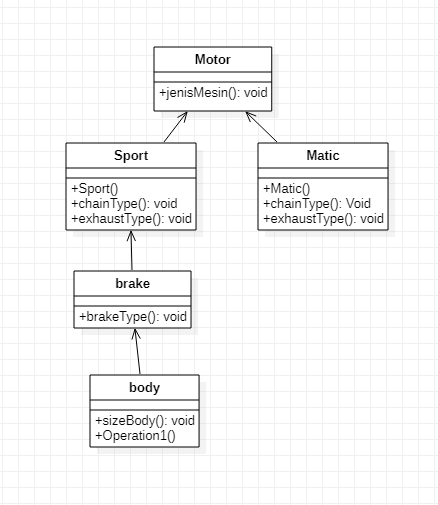 Motor
+jenisMesin(): void
Sport
+Sport()
+chainType(): void
+exhaustType(): void
Matic
+Matic()
+chainType(): Void
+exhaustType(): void
brake
+brakeType(): void
body
+sizeBody(): void
+Operation1()